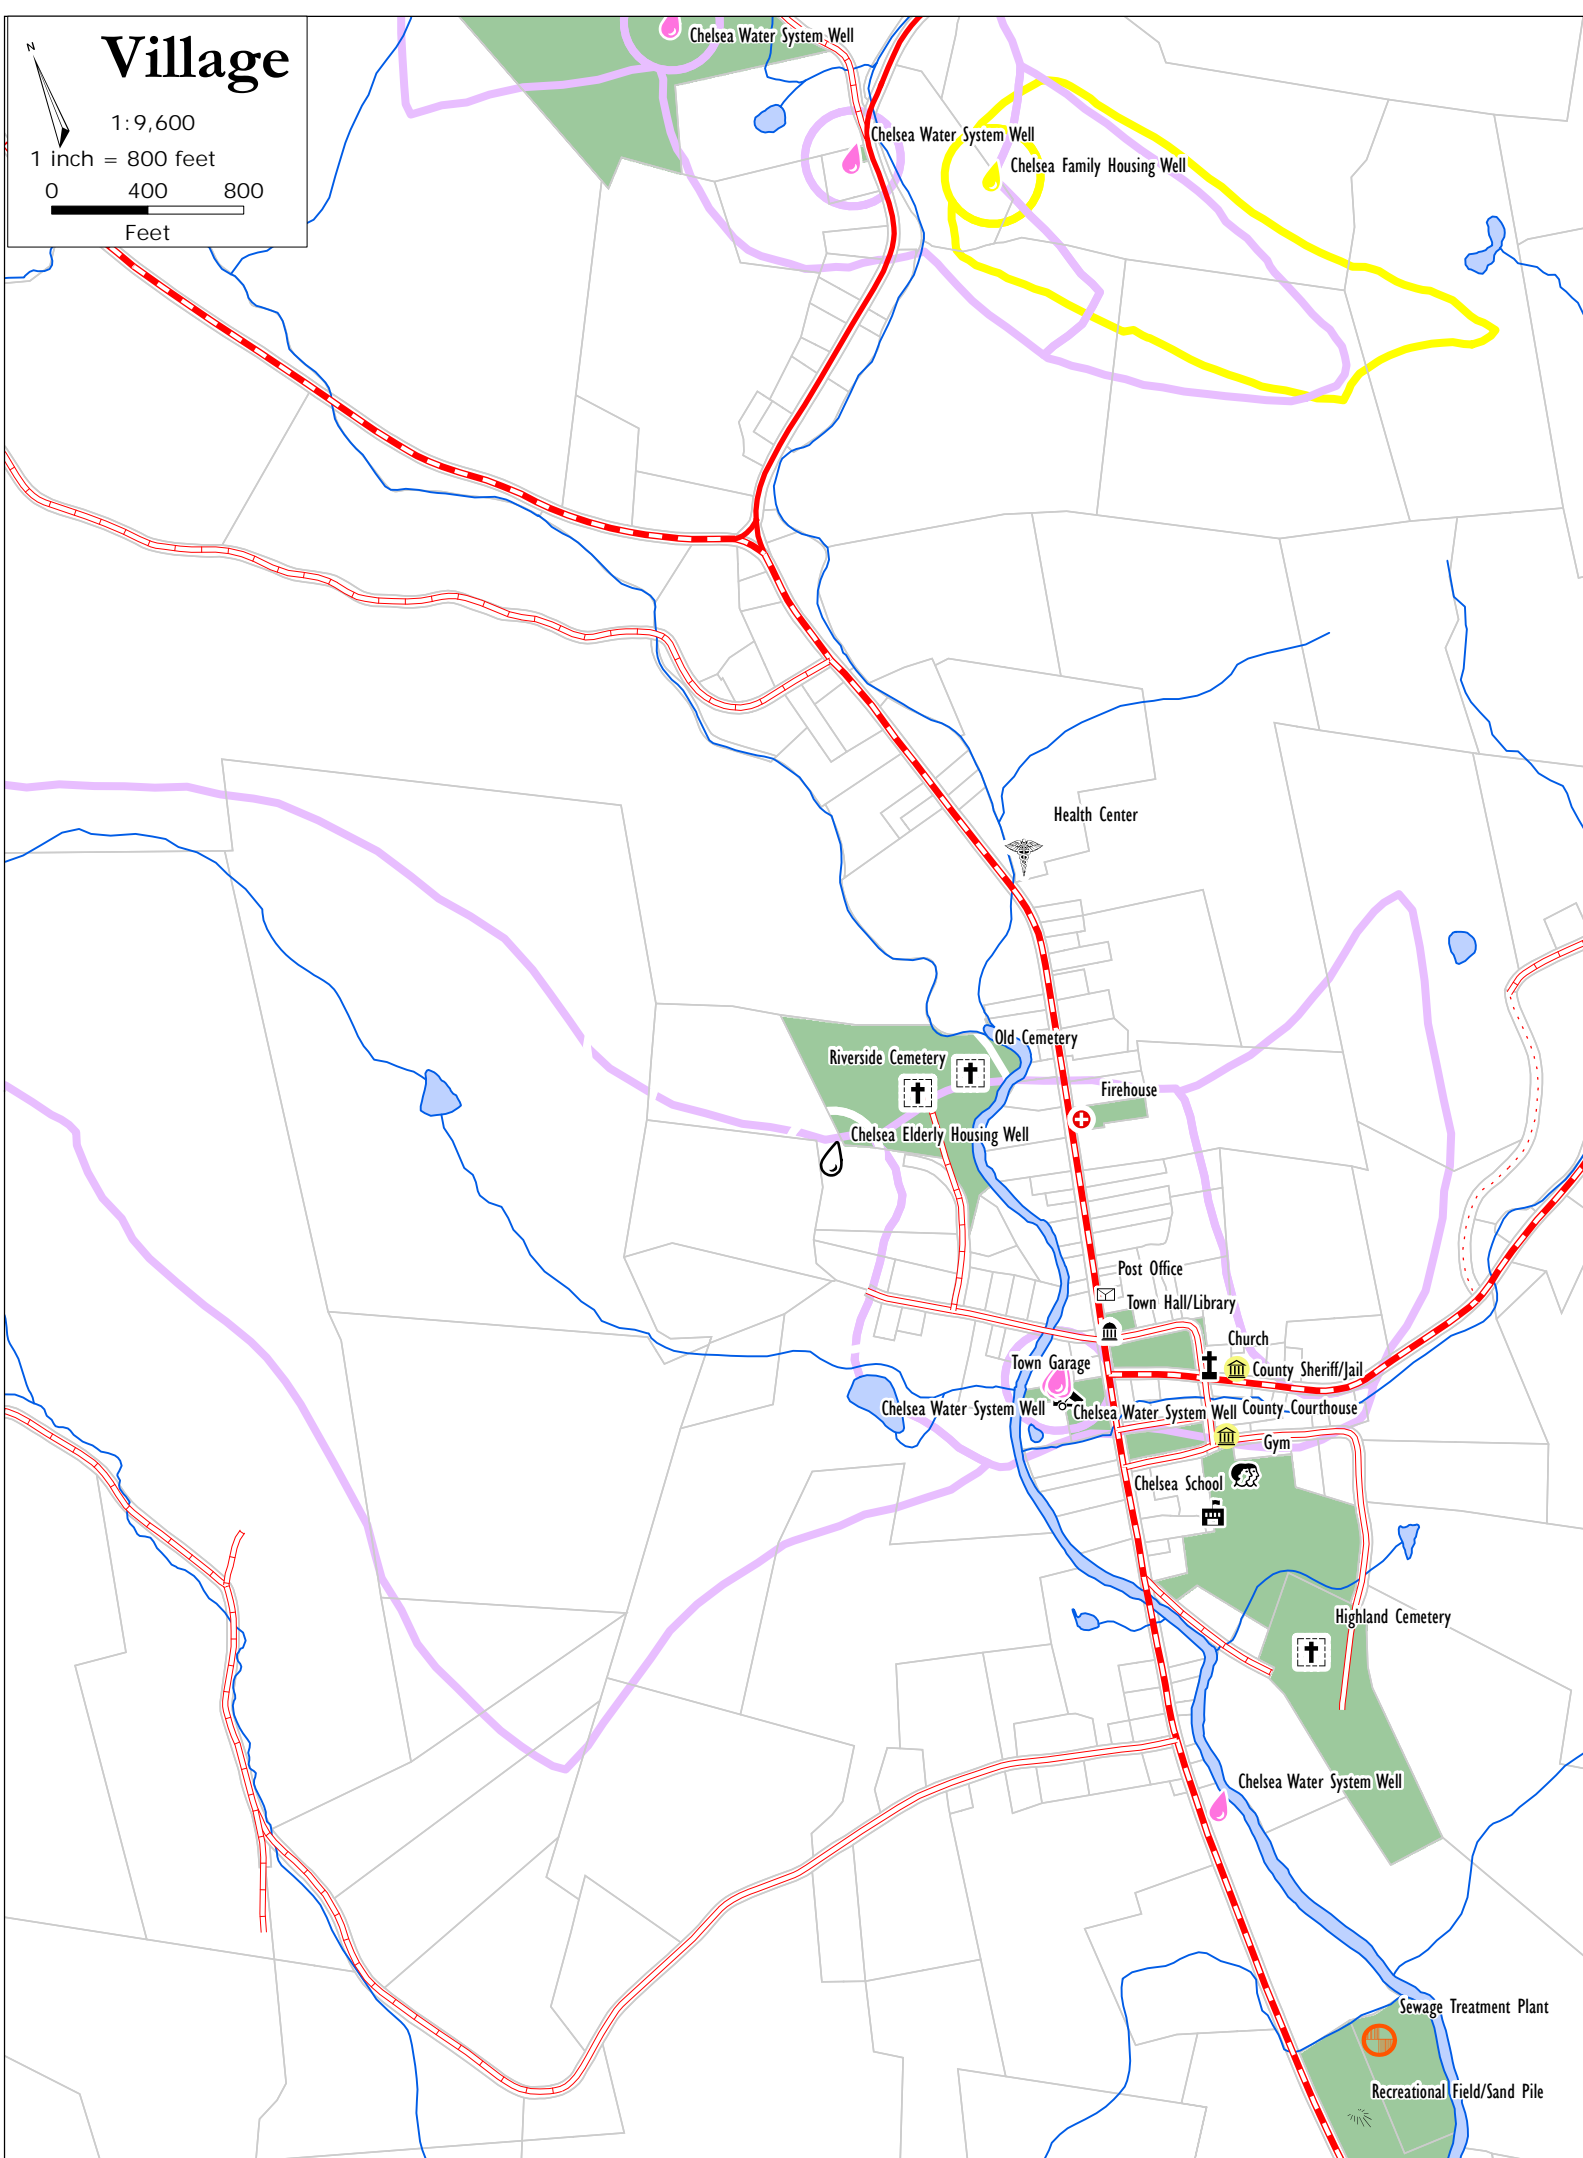 N
Village
1:9,600
1 inch = 800 feet
0 400 800
Feet
Chelsea Water System Well
Chelsea Water System Well
Chelsea Family Housing Well
Health Center
Old Cemetery
Riverside Cemetery
Firehouse
Chelsea Elderly Housing Well
Post Office
Town Hall/Library
Church
Town Garage
County Sheriff/Jail
Chelsea Water System Well
Chelsea Water System Well
County Courthouse
Gym
Chelsea School
Highland Cemetery
Chelsea Water System Well
Sewage Treatment Plant
Recreational Field/Sand Pile